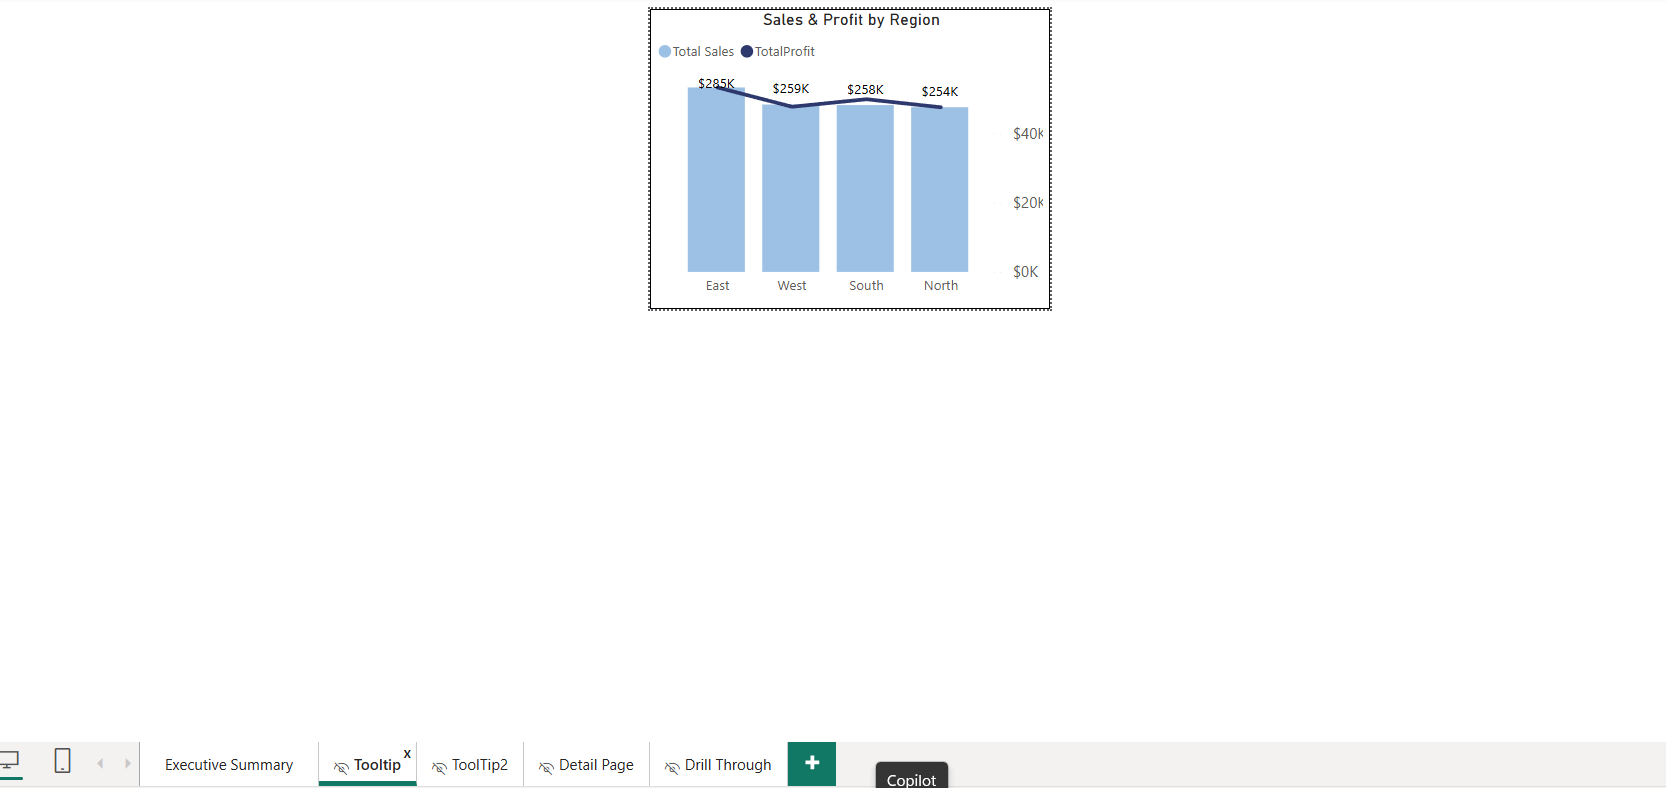 Sales & Profit by Region
Total Sales TotalProfit
$285K $259K $258K $254K
$40K
$20K
$0K
East West South North
Executive Summary Tooltip x ToolTip2 Detail Page Drill Through +
Copilot